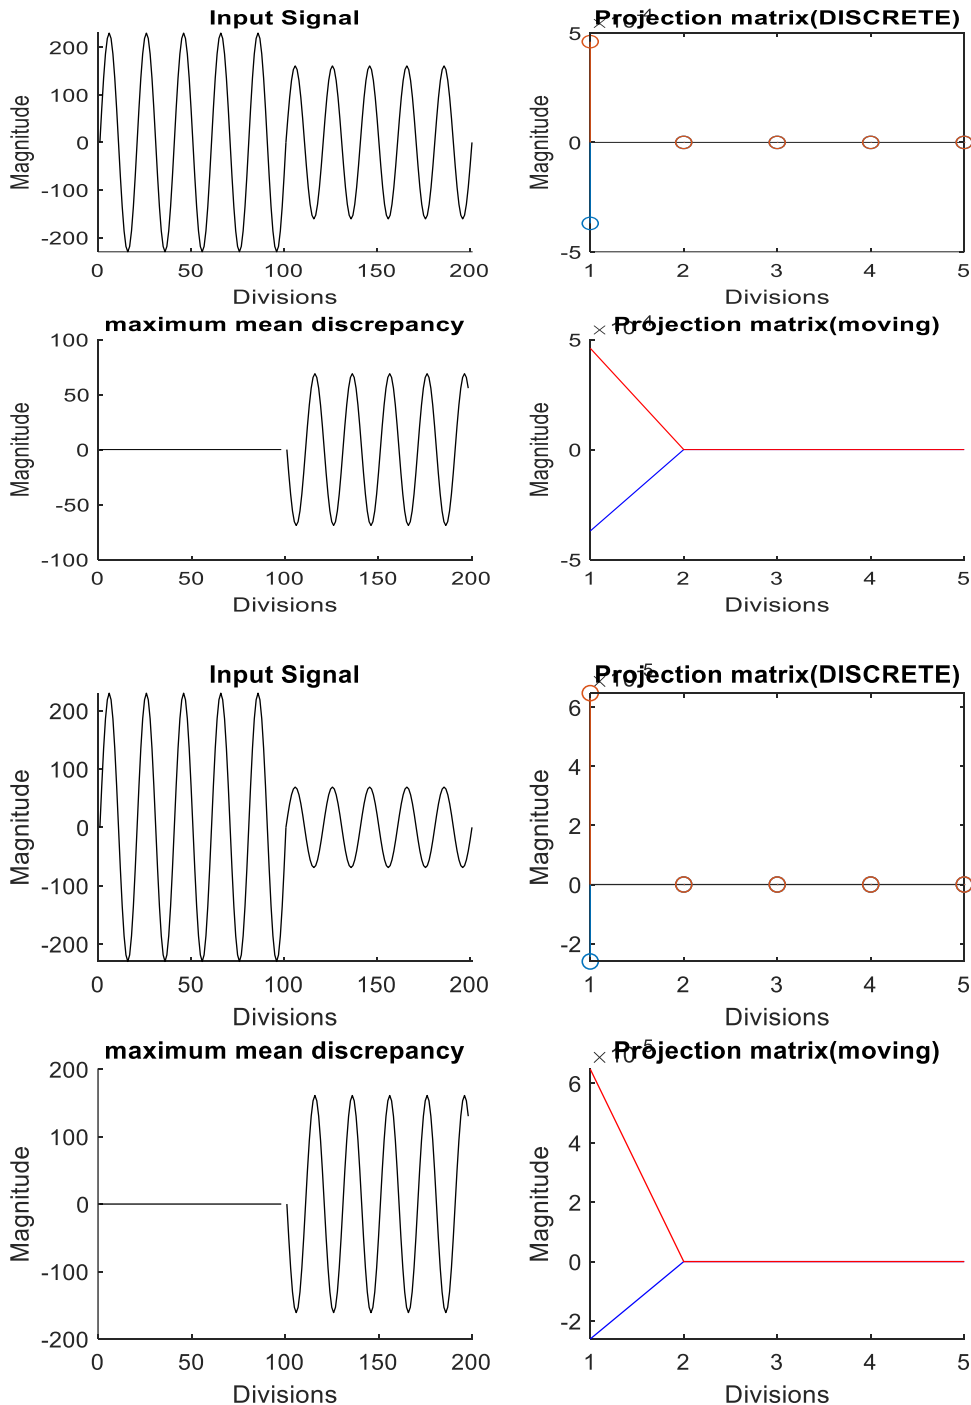 Input Signal
Magnitude
200
100
0
-100
-200
0 50 100 150 200
Divisions
Projection matrix(DISCRETE)
Magnitude
5
0
-5
1 2 3 4 5
Divisions
maximum mean discrepancy
Magnitude
100
50
0
-50
-100
0 50 100 150 200
Divisions
Projection matrix(moving)
Magnitude
5
0
-5
1 2 3 4 5
Divisions
Input Signal
Magnitude
200
100
0
-100
-200
0 50 100 150 200
Divisions
Projection matrix(DISCRETE)
Magnitude
6
4
2
0
-2
1 2 3 4 5
Divisions
maximum mean discrepancy
Magnitude
200
100
0
-100
-200
0 50 100 150 200
Divisions
Projection matrix(moving)
× 10 5
Magnitude
6
4
2
0
-2
1 2 3 4 5
Divisions